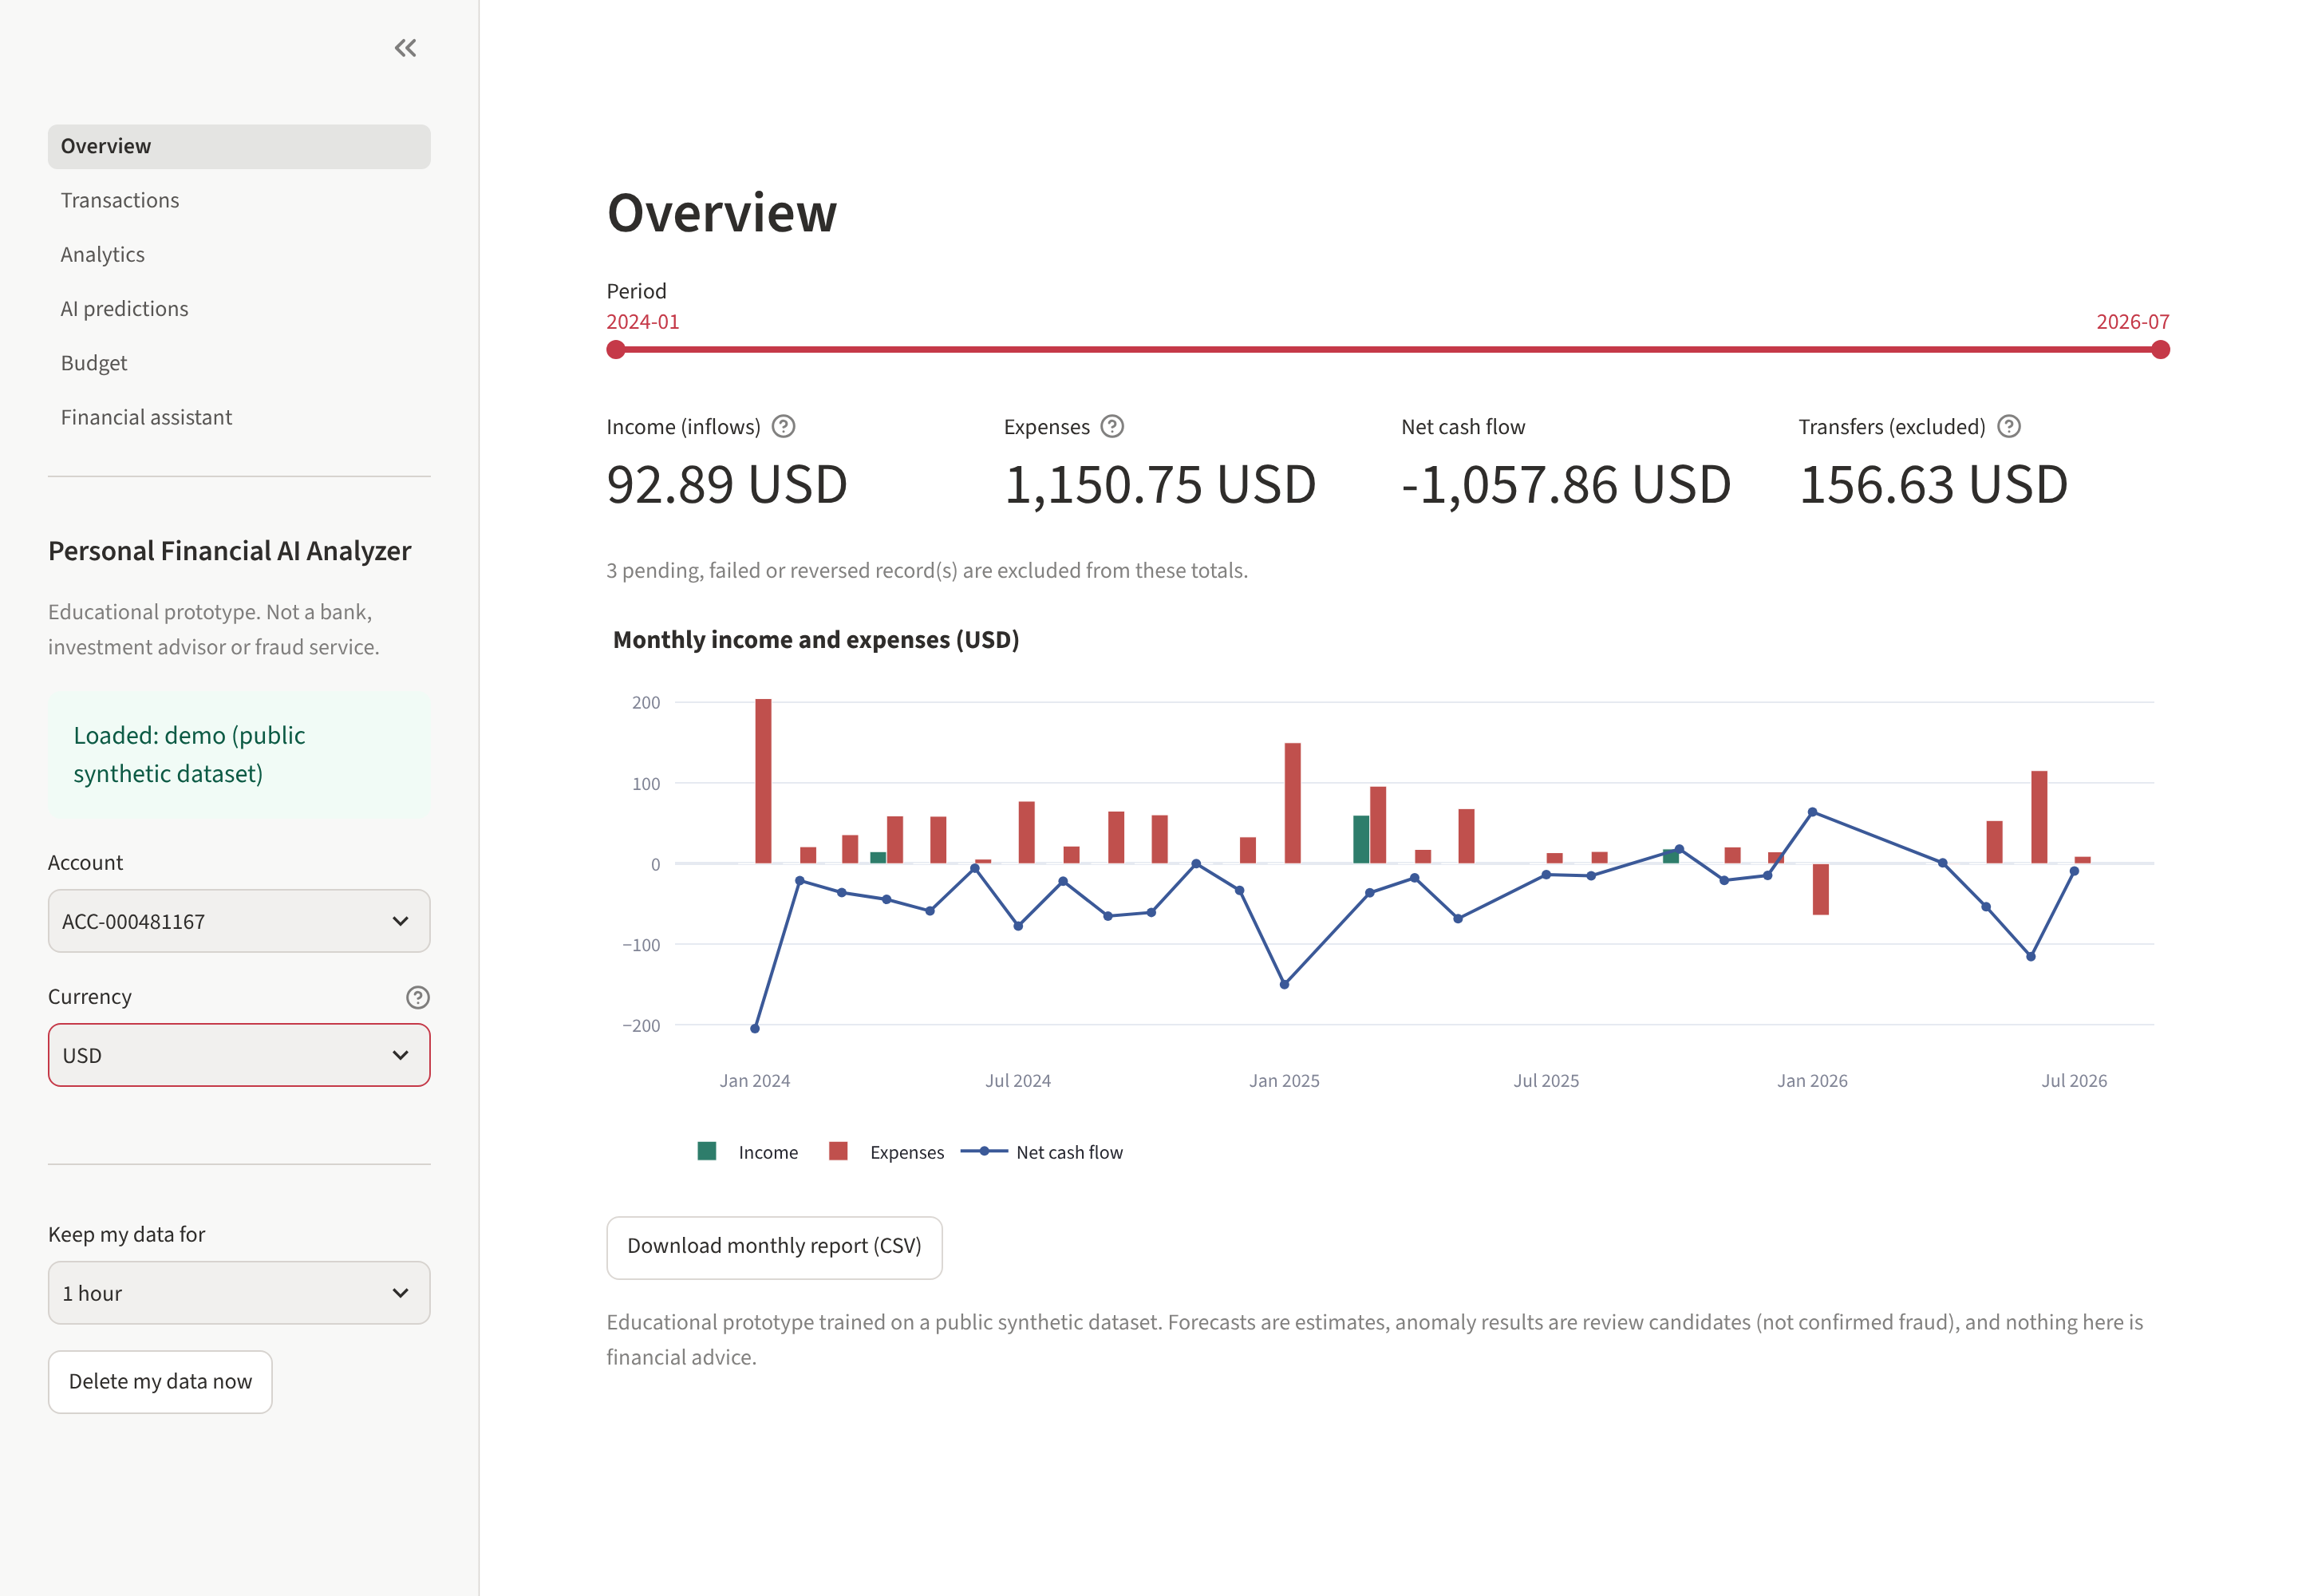 Overview
Transactions
Analytics
AI predictions
Budget
Financial assistant
Personal Financial AI Analyzer
Educational prototype. Not a bank,
investment advisor or fraud service.
Loaded: demo (public
synthetic dataset)
Account
ACC-000481167
Currency
USD
Keep my data for
1 hour
Delete my data now
Overview
Period
2024-01
2026-07
Income (inflows)
92.89 USD
Expenses
1,150.75 USD
Net cash flow
-1,057.86 USD
Transfers (excluded)
156.63 USD
3 pending, failed or reversed record(s) are excluded from these totals.
Monthly income and expenses (USD)
200
100
0
−100
−200
Jan 2024
Jul 2024
Jan 2025
Jul 2025
Jan 2026
Jul 2026
Income
Expenses
Net cash flow
Download monthly report (CSV)
Educational prototype trained on a public synthetic dataset. Forecasts are estimates, anomaly results are review candidates (not confirmed fraud), and nothing here is
financial advice.